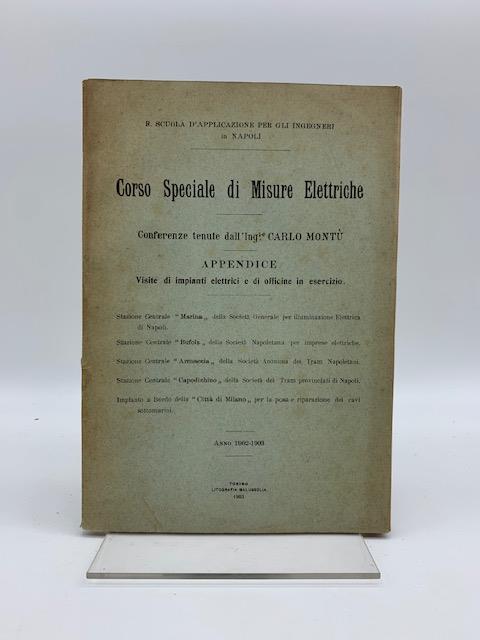 R. SCUOLA D'APPLICAZIONE PER GLI INGEGNERI
in NAPOLI
Corso Speciale di Misure Elettriche
Conferenze tenute dall'Ing.re CARLO MONTÙ
APPENDICE
Visite di impianti elettrici e di officine in esercizio.
Stazione Centrale "Marina„ della Società Generale per illuminazione Elettrica
di Napoli.
Stazione Centrale "Bufola„ della Società Napoletana per imprese elettriche.
Stazione Centrale "Arenaccia„ della Società Anonima dei Tram Napoletani.
Stazione Centrale "Capodichino„ della Società dei Tram provinciali di Napoli.
Impianto a Bordo della "Città di Milano„ per la posa e riparazione dei cavi
sottomarini.
ANNO 1902-1903
TORINO
LITOGRAFIA SALUSSOLIA
1903